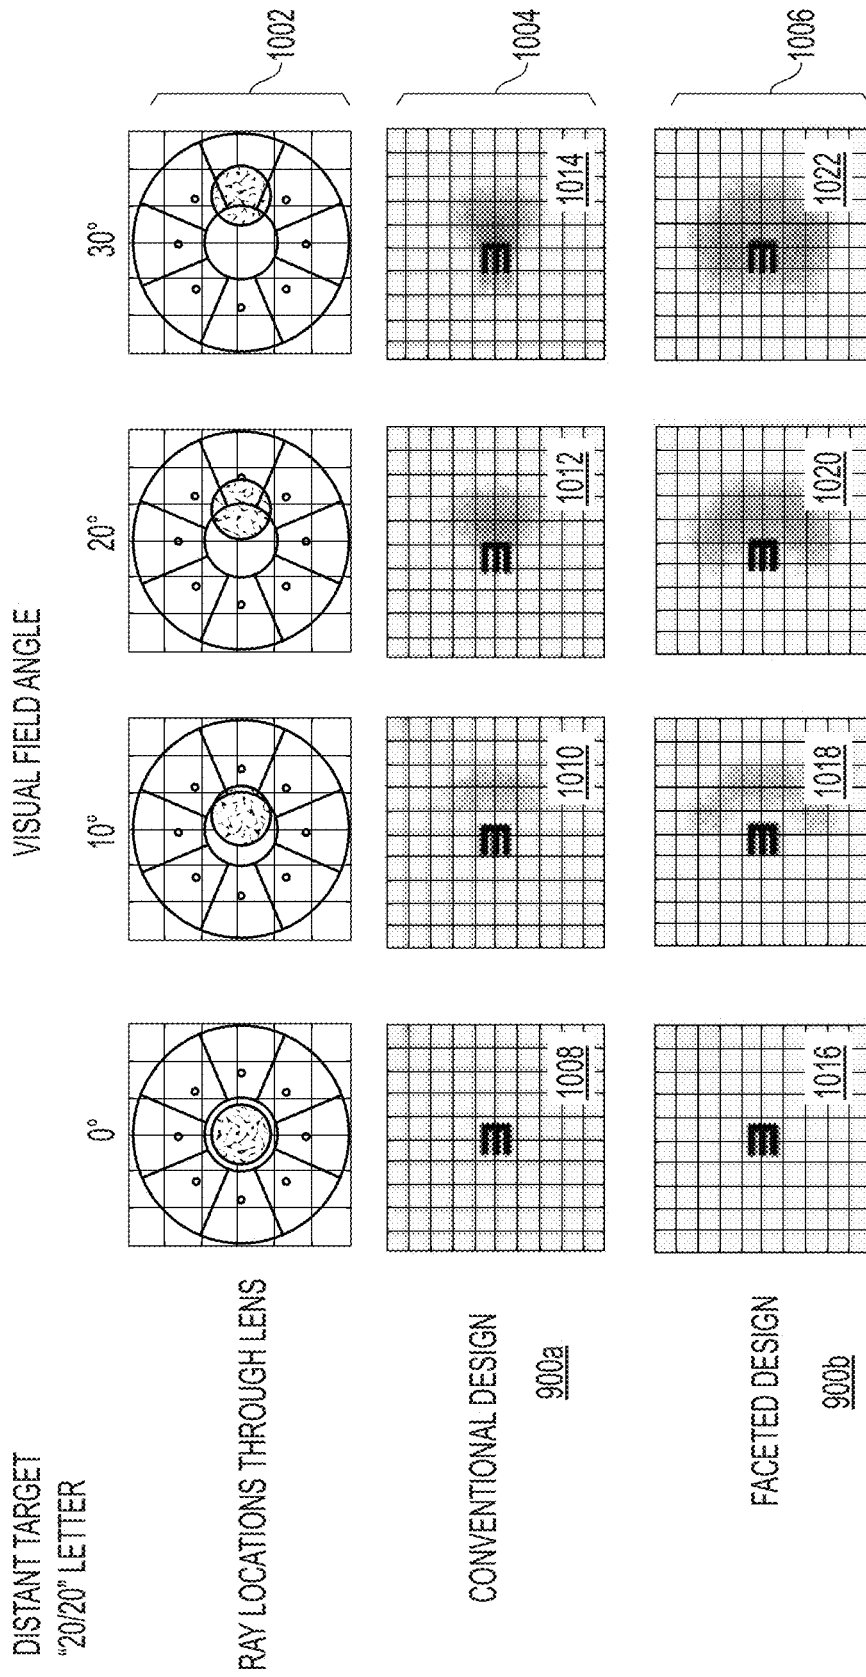 DISTANT TARGET
"20/20" LETTER
VISUAL FIELD ANGLE
0° 10° 20° 30°
RAY LOCATIONS THROUGH LENS
1002
CONVENTIONAL DESIGN
900a
E E E E
1008 1010 1012 1014
1004
FACETED DESIGN
900b
E E E E
1016 1018 1020 1022
1006